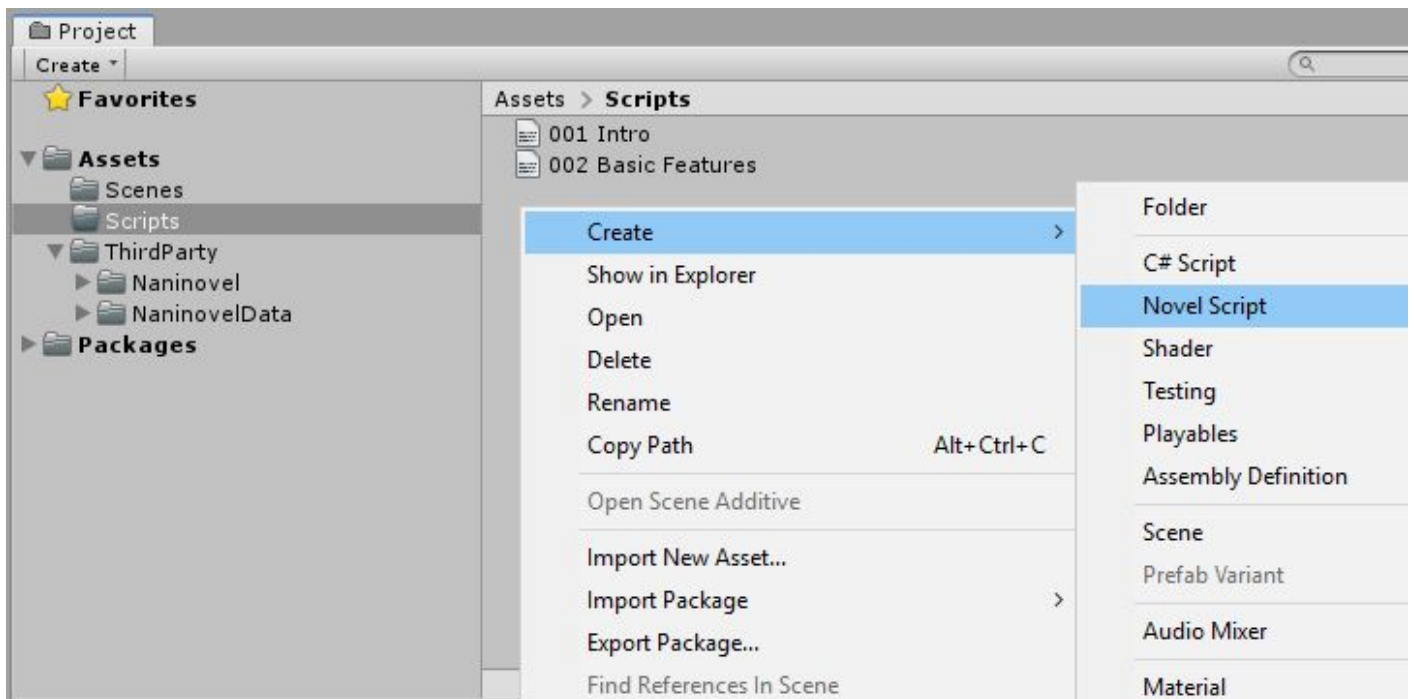 Project
Create
Favorites
Assets
Scenes
Scripts
ThirdParty
Naninovel
NaninovelData
Packages
Assets > Scripts
001 Intro
002 Basic Features
Create >
Show in Explorer
Open
Delete
Rename
Copy Path Alt+Ctrl+C
Open Scene Additive
Import New Asset...
Import Package >
Export Package...
Find References In Scene
Folder
C# Script
Novel Script
Shader
Testing
Playables
Assembly Definition
Scene
Prefab Variant
Audio Mixer
Material